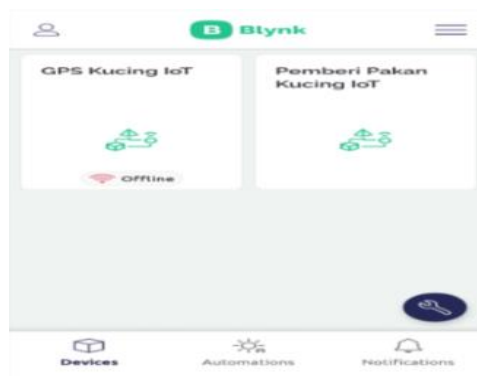 B Blynk
GPS Kucing IoT
Offline
Pemberi Pakan
Kucing IoT
Devices
Automations
Notifications